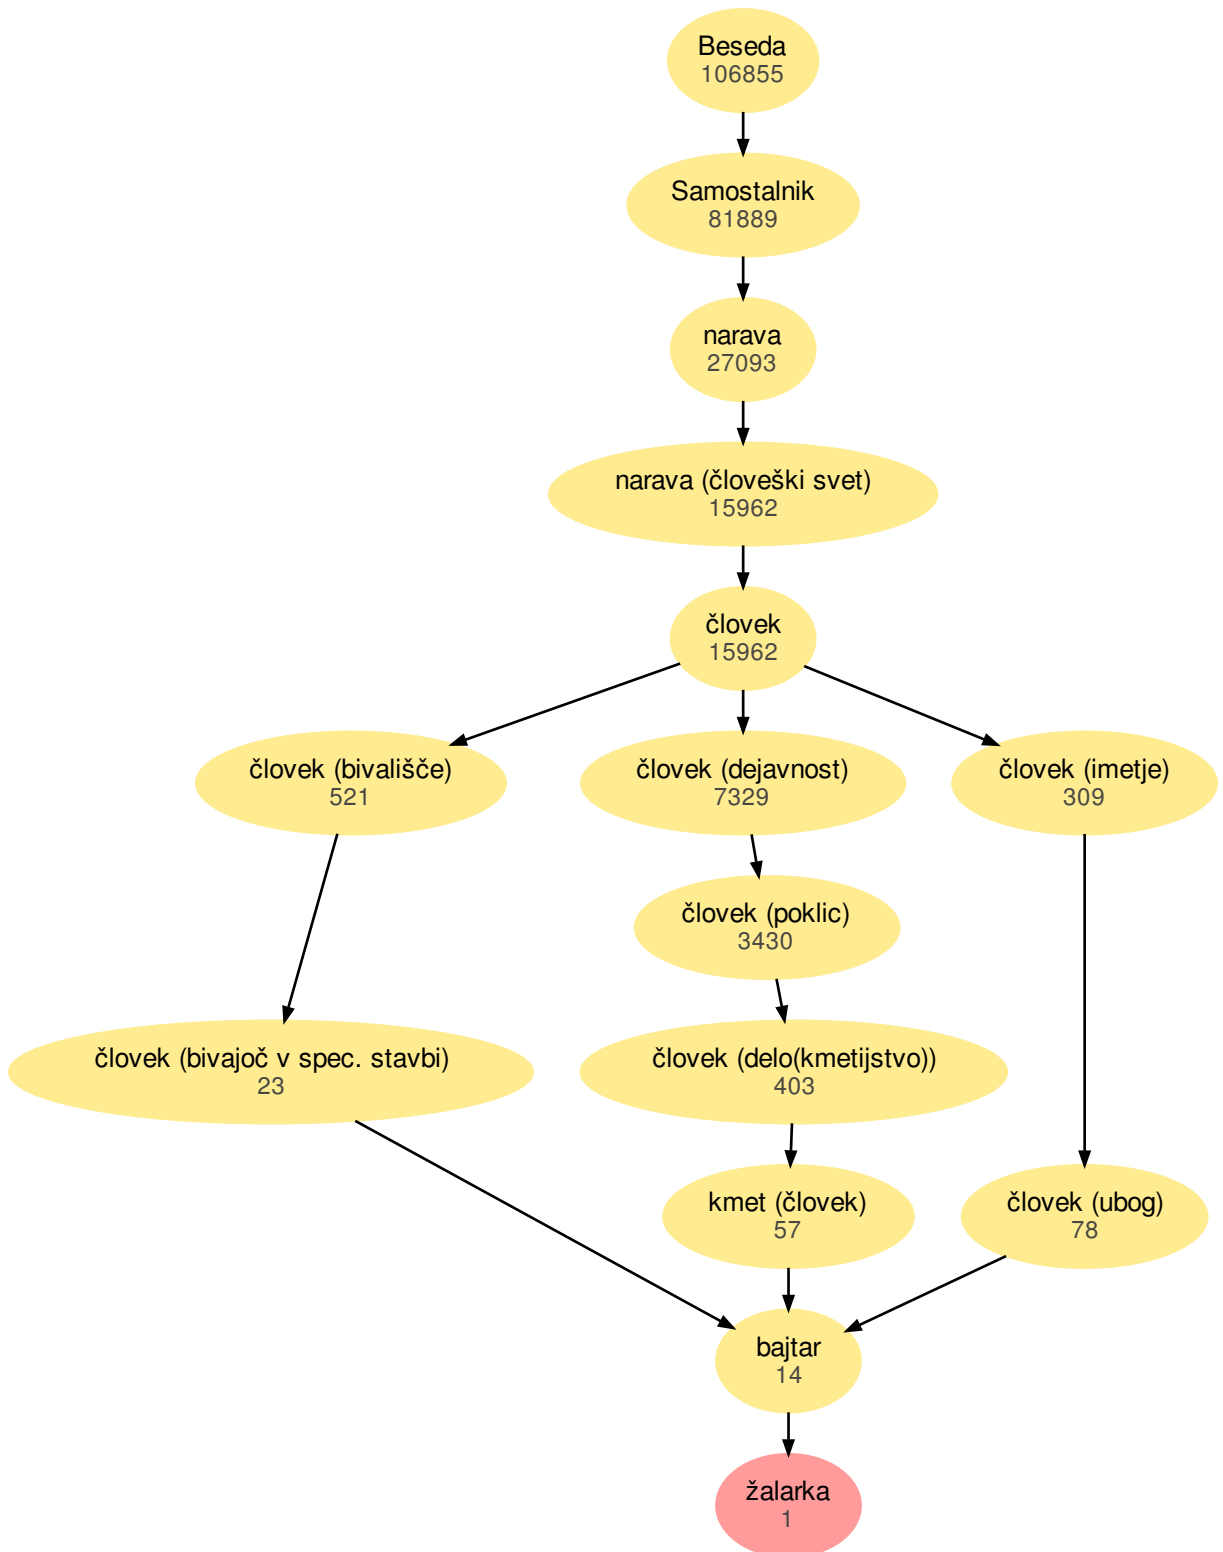 Beseda
106855
Samostalnik
81889
narava
27093
narava (človeški svet)
15962
človek
15962
človek (bivališče)
521
človek (dejavnost)
7329
človek (imetje)
309
človek (poklic)
3430
človek (bivajoč v spec. stavbi)
23
človek (delo(kmetijstvo))
403
kmet (človek)
57
človek (ubog)
78
bajtar
14
žalarka
1